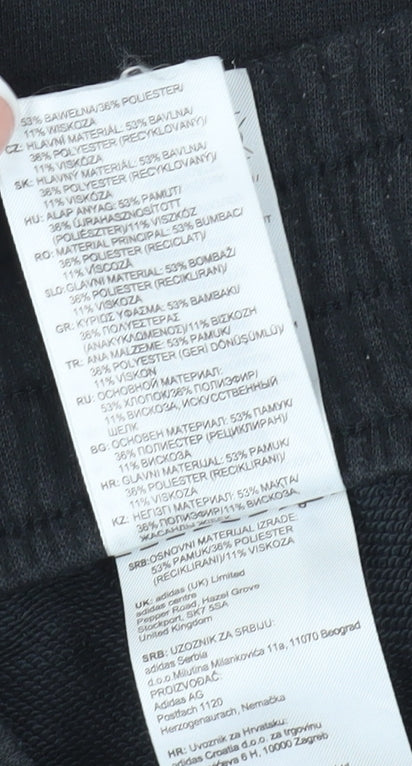 53% BAWEŁNA/36% POLIESTER/
11% WISKOZA
CZ: HLAVNÍ MATERIÁL: 53% BAVLNA/
36% POLYESTER (RECYKLOVANÝ)/
11% VISKÓZA
SK: HLAVNÝ MATERIÁL: 53% BAVLNA/
36% POLYESTER (RECYKLOVANÝ)/
11% VISKÓZA
HU: ALAP ANYAG: 53% PAMUT/
36% ÚJRAHASZNOSÍTOTT
(POLIÉSZTER)/11% VISZKÓZ
RO: MATERIAL PRINCIPAL: 53% BUMBAC/
36% POLIESTER (RECICLAT)/
11% VISCOZA
SLO: GLAVNI MATERIAL: 53% BOMBAŽ/
36% POLIESTER (RECIKLIRAN)/
11% VISKOZA
GR: ΚΥΡΙΩΣ ΥΦΑΣΜΑ: 53% ΒΑΜΒΑΚΙ/
36% ΠΟΛΥΕΣΤΕΡΑΣ
(ΑΝΑΚΥΚΛΩΜΕΝΟΣ)/11% ΒΙΣΚΟΖΗ
TR: ANA MALZEME: 53% PAMUK/
36% POLYESTER (GERİ DÖNÜŞÜMLÜ)/
11% VİSKON
RU: ОСНОВНОЙ МАТЕРИАЛ:
53% ХЛОПОК/36% ПОЛИЭФИР/
11% ВИСКОЗА, ИСКУССТВЕННЫЙ
ШЕЛК
BG: ОСНОВЕН МАТЕРИАЛ: 53% ПАМУК/
36% ПОЛИЕСТЕР (РЕЦИКЛИРАН)/
11% ВИСКОЗА
HR: GLAVNI MATERIJAL: 53% PAMUK/
36% POLIESTER (RECIKLIRANI)/
11% VISKOZA
KZ: НЕГІЗГІ МАТЕРИАЛ: 53% МАҚТА/
36% ПОЛИЭФИР/11% ВИСКОЗА,
ЖАСАНДЫ
SRB: OSNOVNI MATERIJAL IZRADE:
53% PAMUK/36% POLIESTER
(RECIKLIRANI)/11% VISKOZA
UK: adidas (UK) Limited
adidas centre
Pepper Road, Hazel Grove
Stockport, SK7 5SA
United Kingdom
SRB: UZOZNIK ZA SRBIJU:
adidas Serbia
d.o.o.Milutina Milankovića 11a, 11070 Beograd
PROIZVOĐAČ:
Adidas AG
Postfach 1120
Herzogenaurach, Nemačka
HR: Uvoznik za Hrvatsku:
adidas Croatia d.o.o. za trgovinu
6 H, 10000 Zagreb